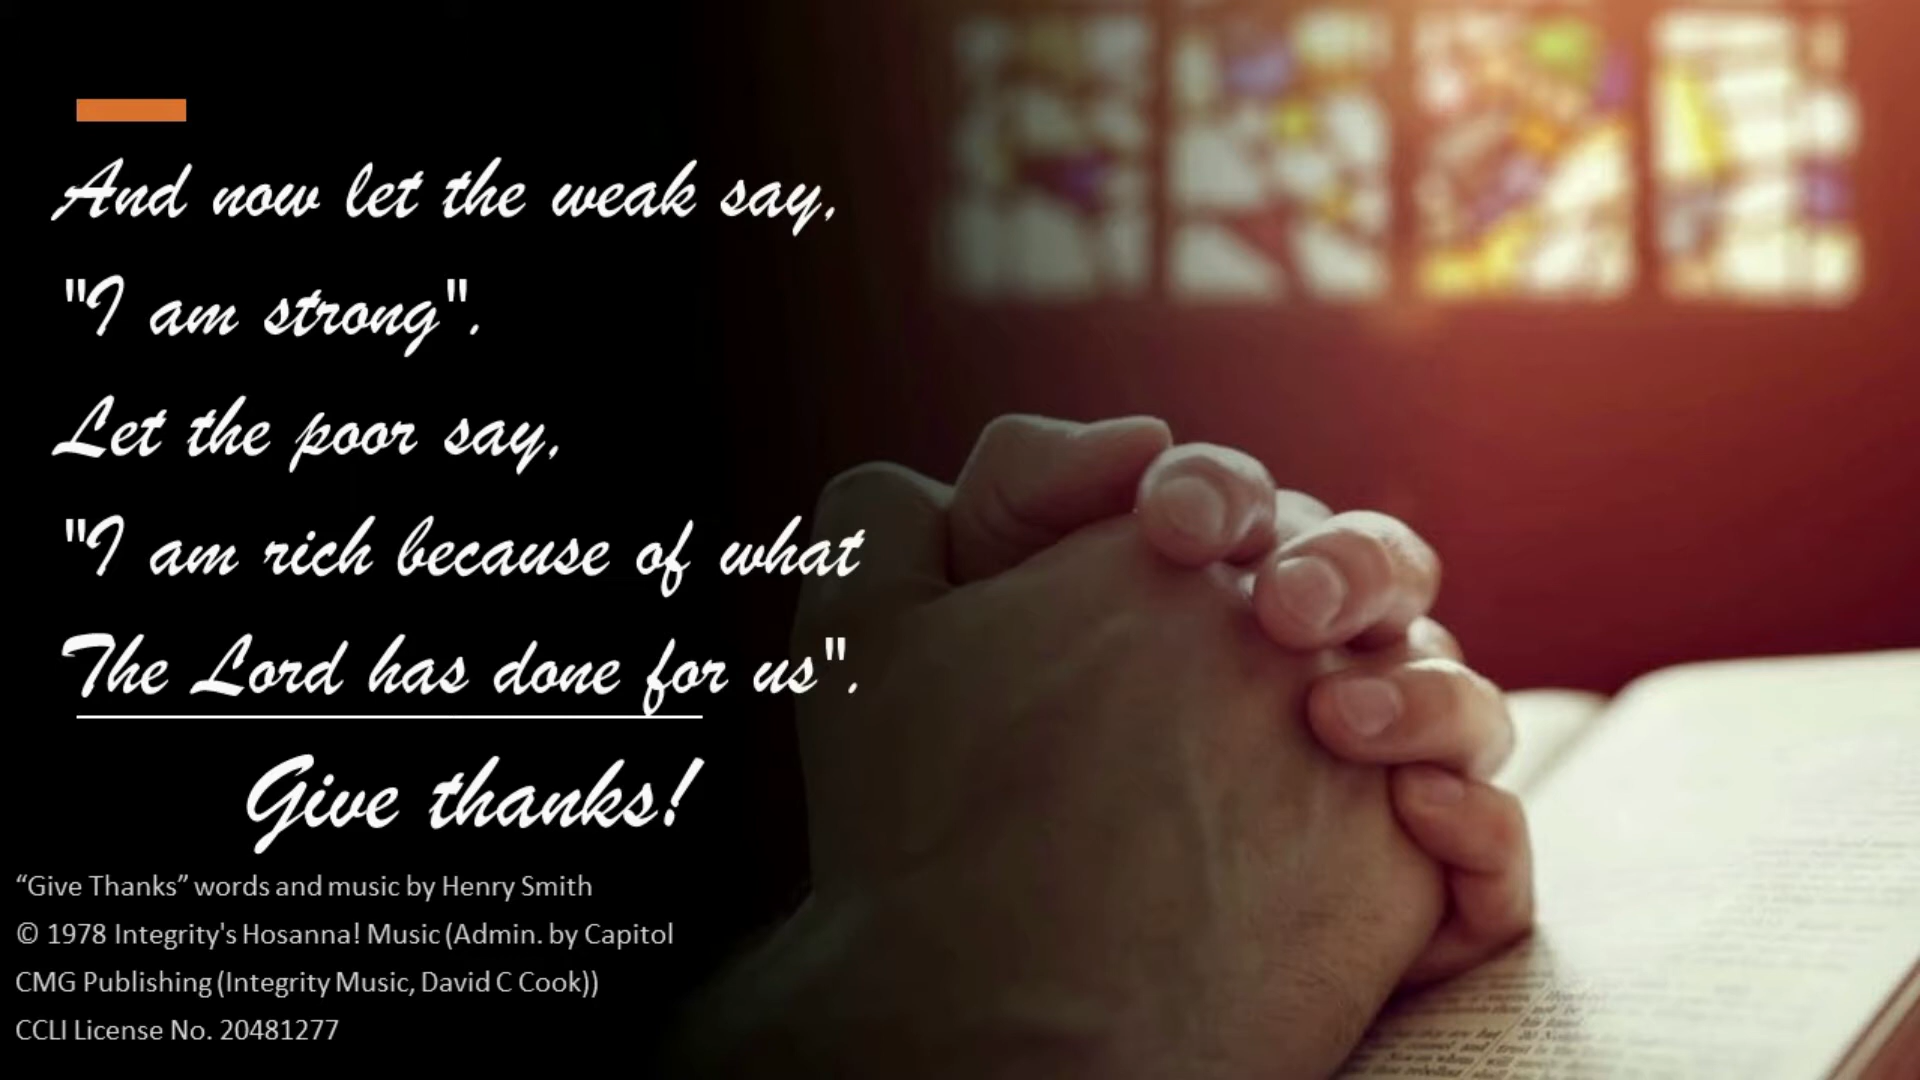 And now let the weak say,
"I am strong".
Let the poor say,
"I am rich because of what
The Lord has done for us".
Give thanks!
“Give Thanks” words and music by Henry Smith
© 1978 Integrity's Hosanna! Music (Admin. by Capitol
CMG Publishing (Integrity Music, David C Cook))
CCLI License No. 20481277